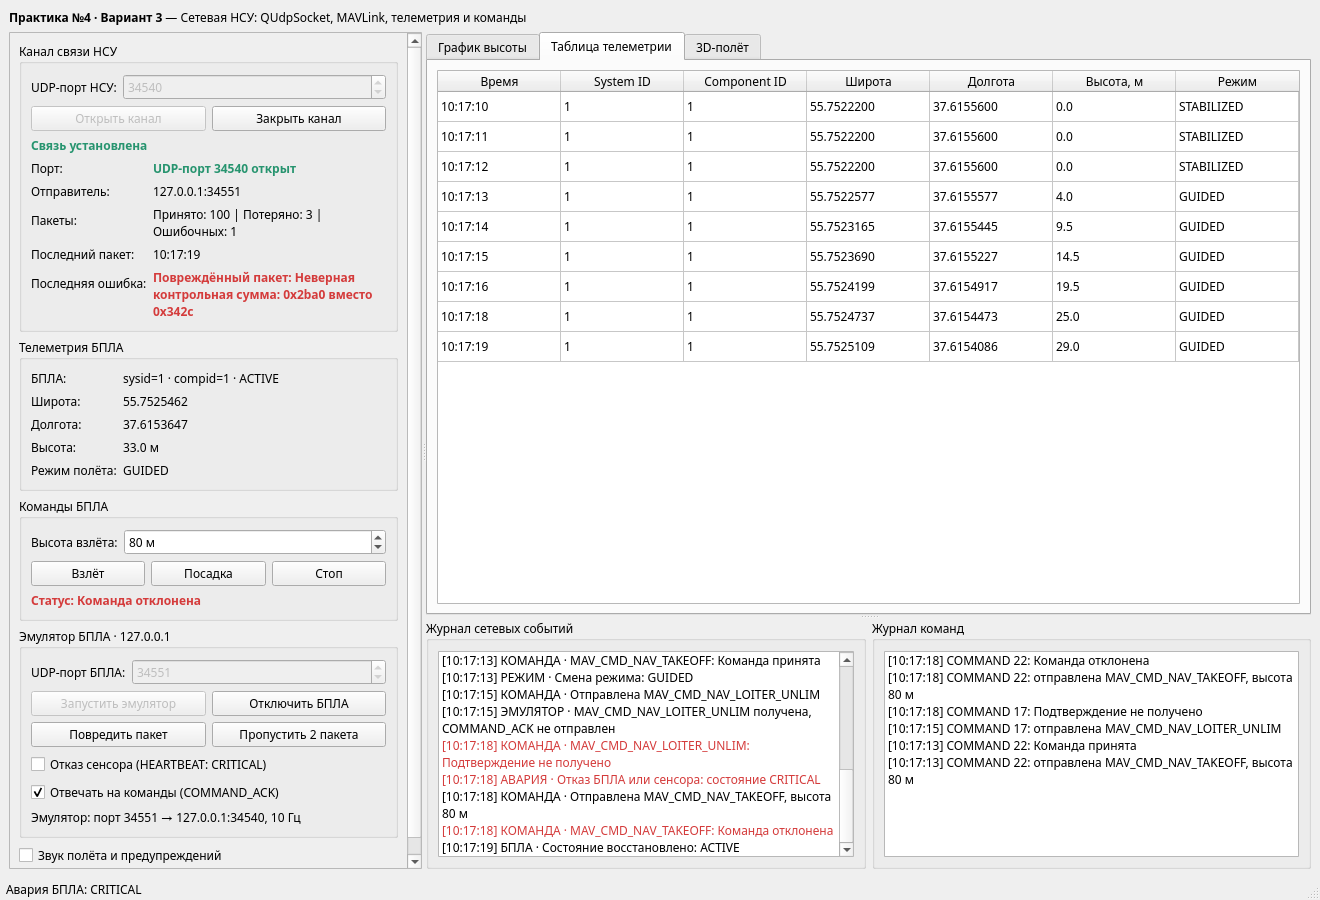 Практика №4 · Вариант 3 — Сетевая НСУ: QUdpSocket, MAVLink, телеметрия и команды
Канал связи НСУ
UDP-порт НСУ: 34540
Открыть канал Закрыть канал
Связь установлена
Порт: UDP-порт 34540 открыт
Отправитель: 127.0.0.1:34551
Пакеты: Принято: 100 | Потеряно: 3 |
Ошибочных: 1
Последний пакет: 10:17:19
Последняя ошибка: Повреждённый пакет: Неверная
контрольная сумма: 0x2ba0 вместо
0x342c
Телеметрия БПЛА
БПЛА: sysid=1 · compid=1 · ACTIVE
Широта: 55.7525462
Долгота: 37.6153647
Высота: 33.0 м
Режим полёта: GUIDED
Команды БПЛА
Высота взлёта: 80 м
Взлёт Посадка Стоп
Статус: Команда отклонена
Эмулятор БПЛА · 127.0.0.1
UDP-порт БПЛА: 34551
Запустить эмулятор Отключить БПЛА
Повредить пакет Пропустить 2 пакета
Отказ сенсора (HEARTBEAT: CRITICAL)
Отвечать на команды (COMMAND_ACK)
Эмулятор: порт 34551 → 127.0.0.1:34540, 10 Гц
Звук полёта и предупреждений
График высоты Таблица телеметрии 3D-полёт
Время System ID Component ID Широта Долгота Высота, м Режим
10:17:10 1 1 55.7522200 37.6155600 0.0 STABILIZED
10:17:11 1 1 55.7522200 37.6155600 0.0 STABILIZED
10:17:12 1 1 55.7522200 37.6155600 0.0 STABILIZED
10:17:13 1 1 55.7522577 37.6155577 4.0 GUIDED
10:17:14 1 1 55.7523165 37.6155445 9.5 GUIDED
10:17:15 1 1 55.7523690 37.6155227 14.5 GUIDED
10:17:16 1 1 55.7524199 37.6154917 19.5 GUIDED
10:17:18 1 1 55.7524737 37.6154473 25.0 GUIDED
10:17:19 1 1 55.7525109 37.6154086 29.0 GUIDED
Журнал сетевых событий
[10:17:13] КОМАНДА · MAV_CMD_NAV_TAKEOFF: Команда принята
[10:17:13] РЕЖИМ · Смена режима: GUIDED
[10:17:15] КОМАНДА · Отправлена MAV_CMD_NAV_LOITER_UNLIM
[10:17:15] ЭМУЛЯТОР · MAV_CMD_NAV_LOITER_UNLIM получена,
COMMAND_ACK не отправлен
[10:17:18] КОМАНДА · MAV_CMD_NAV_LOITER_UNLIM:
Подтверждение не получено
[10:17:18] АВАРИЯ · Отказ БПЛА или сенсора: состояние CRITICAL
[10:17:18] КОМАНДА · Отправлена MAV_CMD_NAV_TAKEOFF, высота
80 м
[10:17:18] КОМАНДА · MAV_CMD_NAV_TAKEOFF: Команда отклонена
[10:17:19] БПЛА · Состояние восстановлено: ACTIVE
Журнал команд
[10:17:18] COMMAND 22: Команда отклонена
[10:17:18] COMMAND 22: отправлена MAV_CMD_NAV_TAKEOFF, высота
80 м
[10:17:18] COMMAND 17: Подтверждение не получено
[10:17:15] COMMAND 17: отправлена MAV_CMD_NAV_LOITER_UNLIM
[10:17:13] COMMAND 22: Команда принята
[10:17:13] COMMAND 22: отправлена MAV_CMD_NAV_TAKEOFF, высота
80 м
Авария БПЛА: CRITICAL